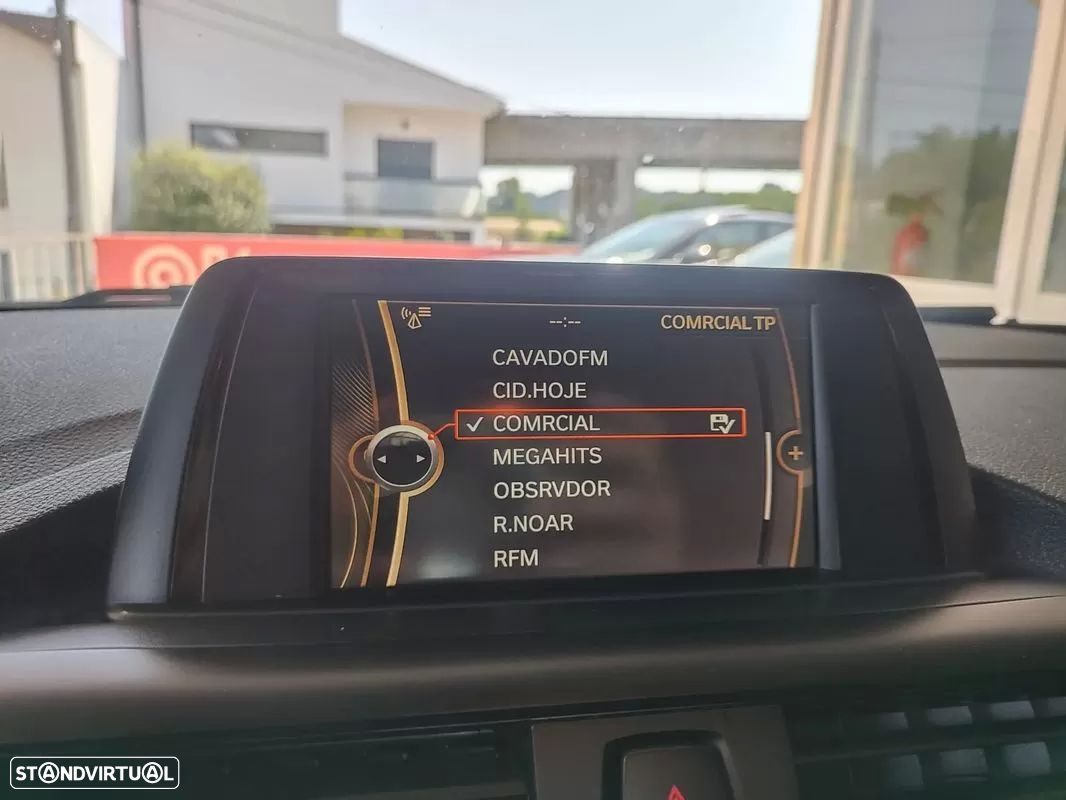 --:--
COMRCIAL TP
CAVADOFM
CID.HOJE
COMRCIAL
MEGAHITS
OBSRVDOR
R.NOAR
RFM
STANDVIRTUAL